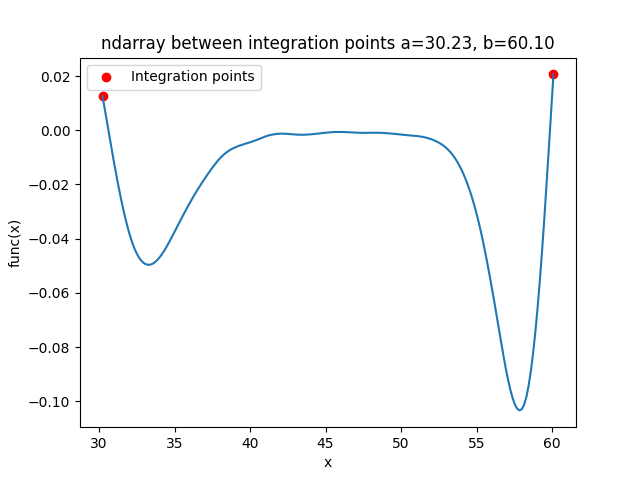 ndarray between integration points a=30.23, b=60.10
Integration points
0.02
0.00
−0.02
−0.04
−0.06
−0.08
−0.10
func(x)
30 35 40 45 50 55 60
x